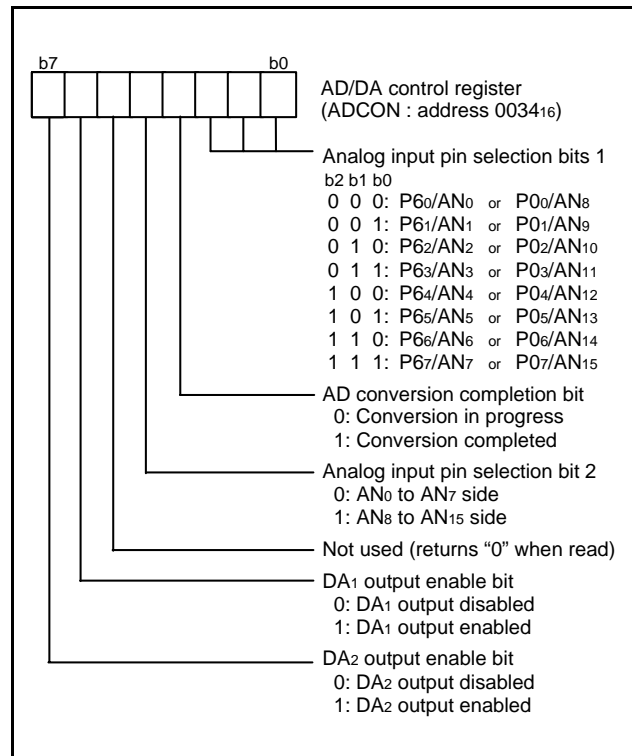 b7 b0
AD/DA control register
(ADCON : address 003416)
Analog input pin selection bits 1
b2 b1 b0
0 0 0: P60/AN0 or P00/AN8
0 0 1: P61/AN1 or P01/AN9
0 1 0: P62/AN2 or P02/AN10
0 1 1: P63/AN3 or P03/AN11
1 0 0: P64/AN4 or P04/AN12
1 0 1: P65/AN5 or P05/AN13
1 1 0: P66/AN6 or P06/AN14
1 1 1: P67/AN7 or P07/AN15
AD conversion completion bit
0: Conversion in progress
1: Conversion completed
Analog input pin selection bit 2
0: AN0 to AN7 side
1: AN8 to AN15 side
Not used (returns “0” when read)
DA1 output enable bit
0: DA1 output disabled
1: DA1 output enabled
DA2 output enable bit
0: DA2 output disabled
1: DA2 output enabled